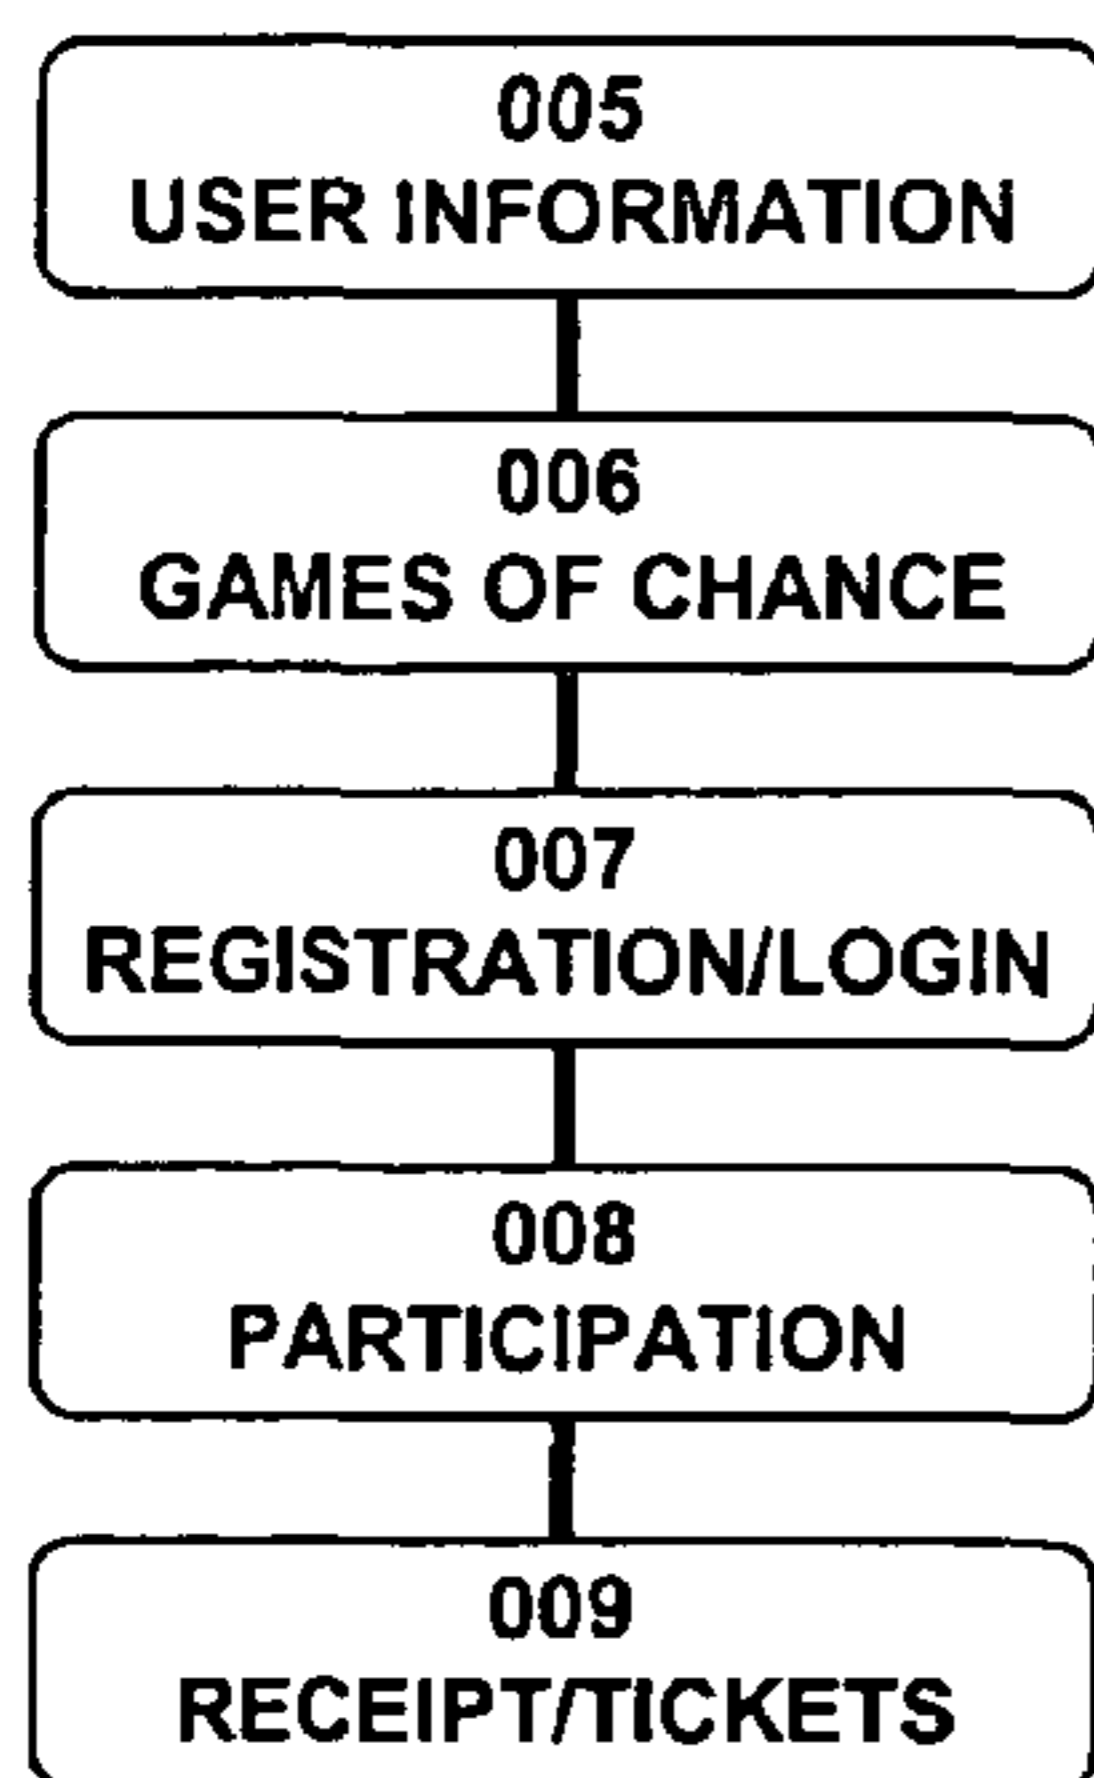 005
USER INFORMATION
006
GAMES OF CHANCE
007
REGISTRATION/LOGIN
008
PARTICIPATION
009
RECEIPT/TICKETS